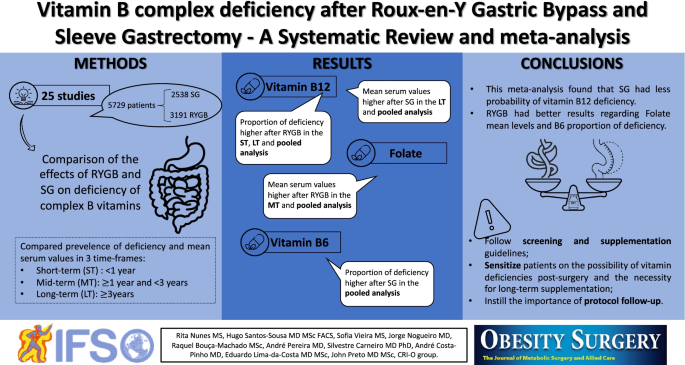 Vitamin B complex deficiency after Roux-en-Y Gastric Bypass and
Sleeve Gastrectomy - A Systematic Review and meta-analysis
METHODS
25 studies
5729 patients
2538 SG
3191 RYGB
Comparison of the
effects of RYGB and
SG on deficiency of
complex B vitamins
Compared prevelence of deficiency and mean
serum values in 3 time-frames:
• Short-term (ST) : <1 year
• Mid-term (MT): ≥1 year and <3 years
• Long-term (LT): ≥3years
RESULTS
Vitamin B12
Mean serum values
higher after SG in the LT
and pooled analysis
Proportion of deficiency
higher after RYGB in the
ST, LT and pooled
analysis
Folate
Mean serum values
higher after RYGB in the
MT and pooled analysis
Vitamin B6
Proportion of deficiency
higher after SG in the
pooled analysis
CONCLUSIONS
• This meta-analysis found that SG had less
probability of vitamin B12 deficiency.
• RYGB had better results regarding Folate
mean levels and B6 proportion of deficiency.
• Follow screening and supplementation
guidelines;
• Sensitize patients on the possibility of vitamin
deficiencies post-surgery and the necessity
for long-term supplementation;
• Instill the importance of protocol follow-up.
IFSO
Rita Nunes MS, Hugo Santos-Sousa MD MSc FACS, Sofia Vieira MS, Jorge Nogueiro MD,
Raquel Bouça-Machado MSc, André Pereira MD, Silvestre Carneiro MD PhD, André Costa-
Pinho MD, Eduardo Lima-da-Costa MD MSc, John Preto MD MSc, CRI-O group.
OBESITY SURGERY
The Journal of Metabolic Surgery and Allied Care